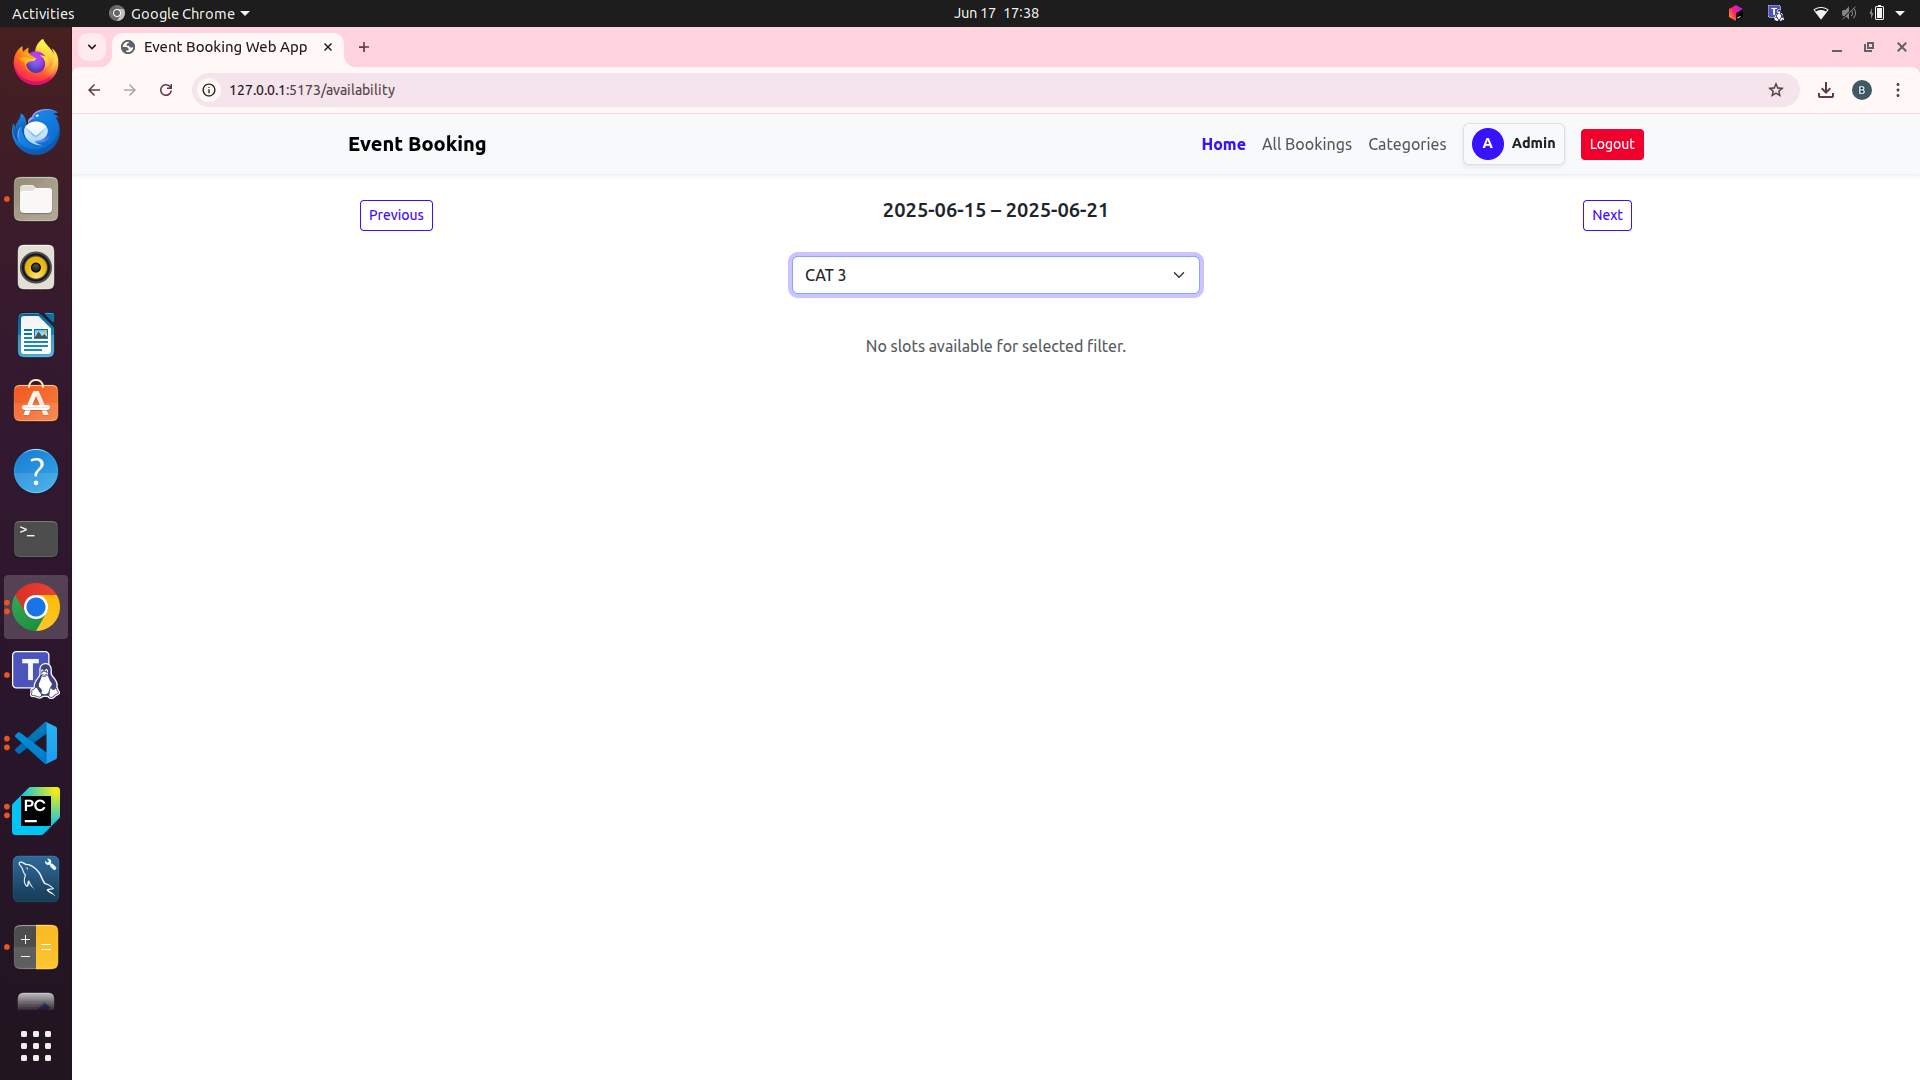 Activities Google Chrome Jun 17 17:38
Event Booking Web App
127.0.0.1:5173/availability B
Event Booking Home All Bookings Categories A Admin Logout
Previous 2025-06-15 – 2025-06-21 Next
CAT 3
No slots available for selected filter.
?
>_
T
PC